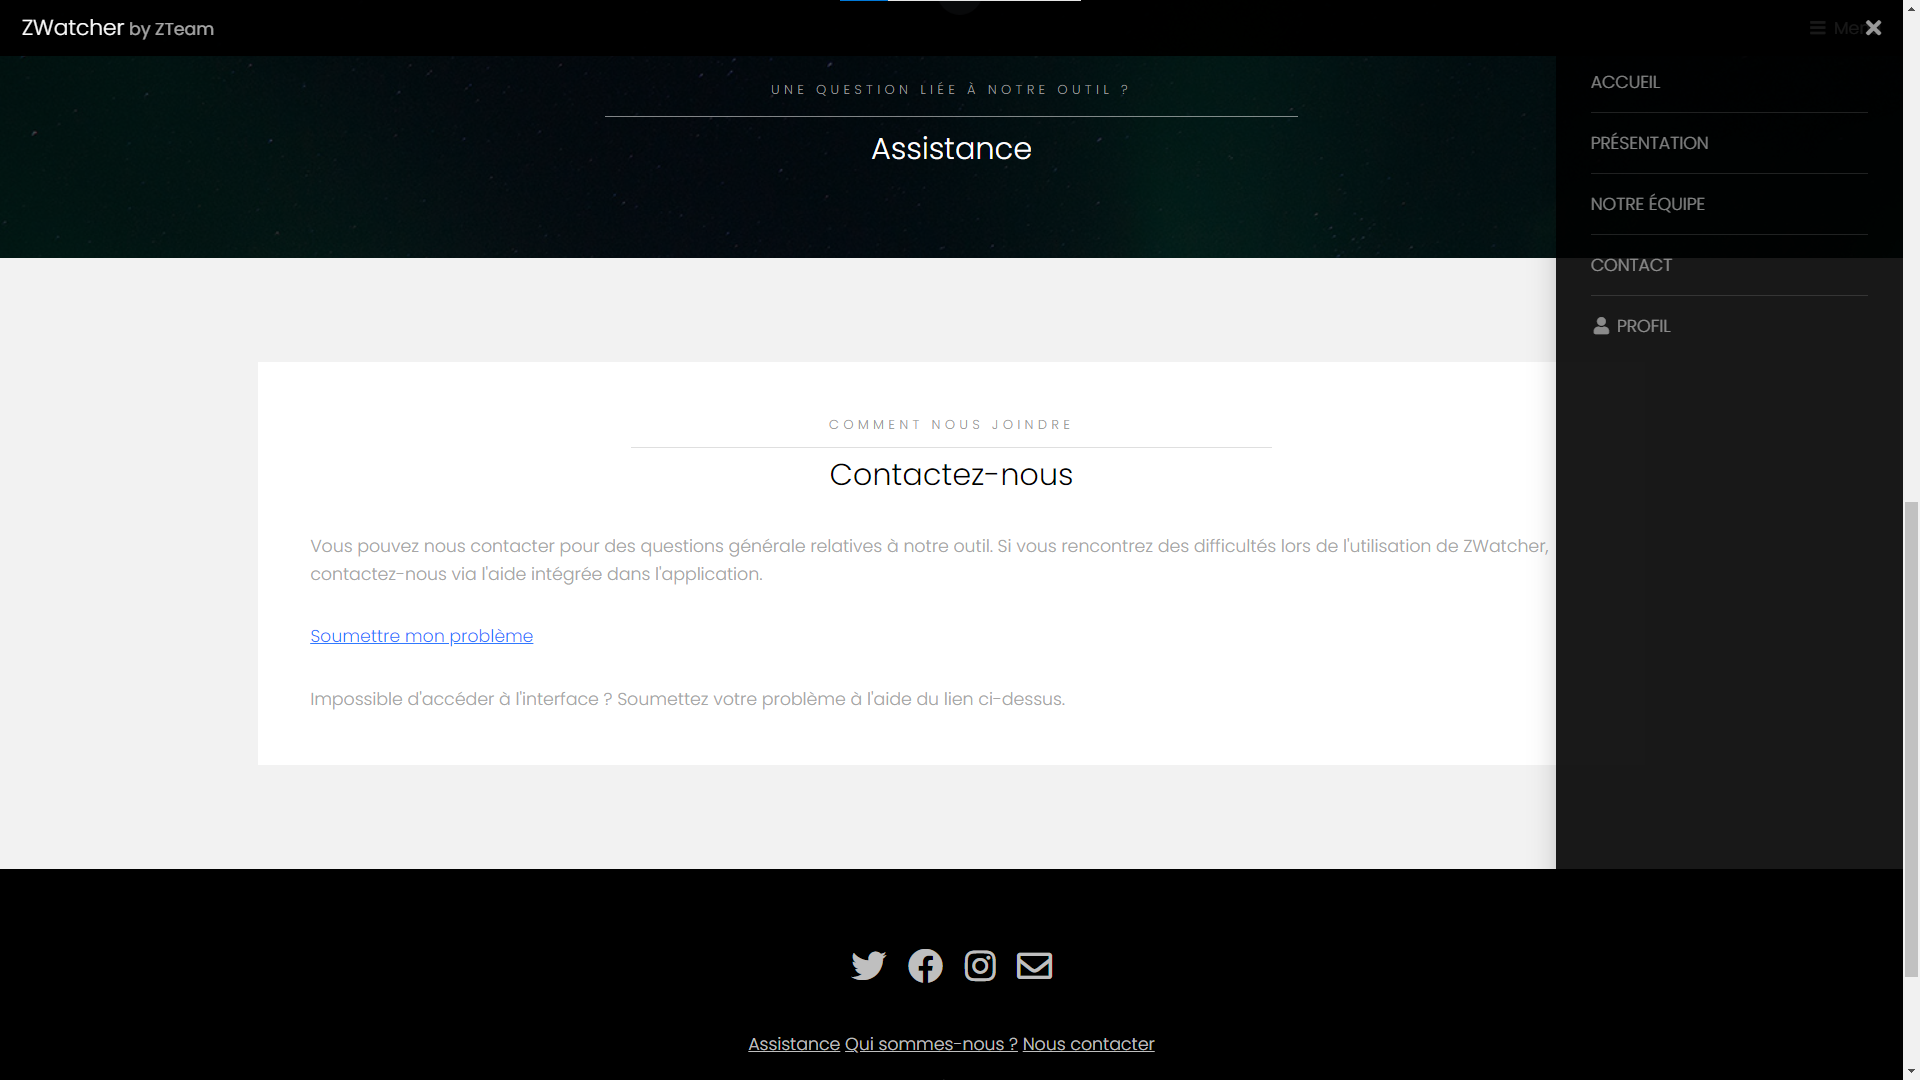 ZWatcher by ZTeam
Menu
ACCUEIL
PRÉSENTATION
NOTRE ÉQUIPE
CONTACT
PROFIL
UNE QUESTION LIÉE À NOTRE OUTIL ?
Assistance
COMMENT NOUS JOINDRE
Contactez-nous
Vous pouvez nous contacter pour des questions générale relatives à notre outil. Si vous rencontrez des difficultés lors de l'utilisation de ZWatcher,
contactez-nous via l'aide intégrée dans l'application.
Soumettre mon problème
Impossible d'accéder à l'interface ? Soumettez votre problème à l'aide du lien ci-dessus.
Assistance Qui sommes-nous ? Nous contacter